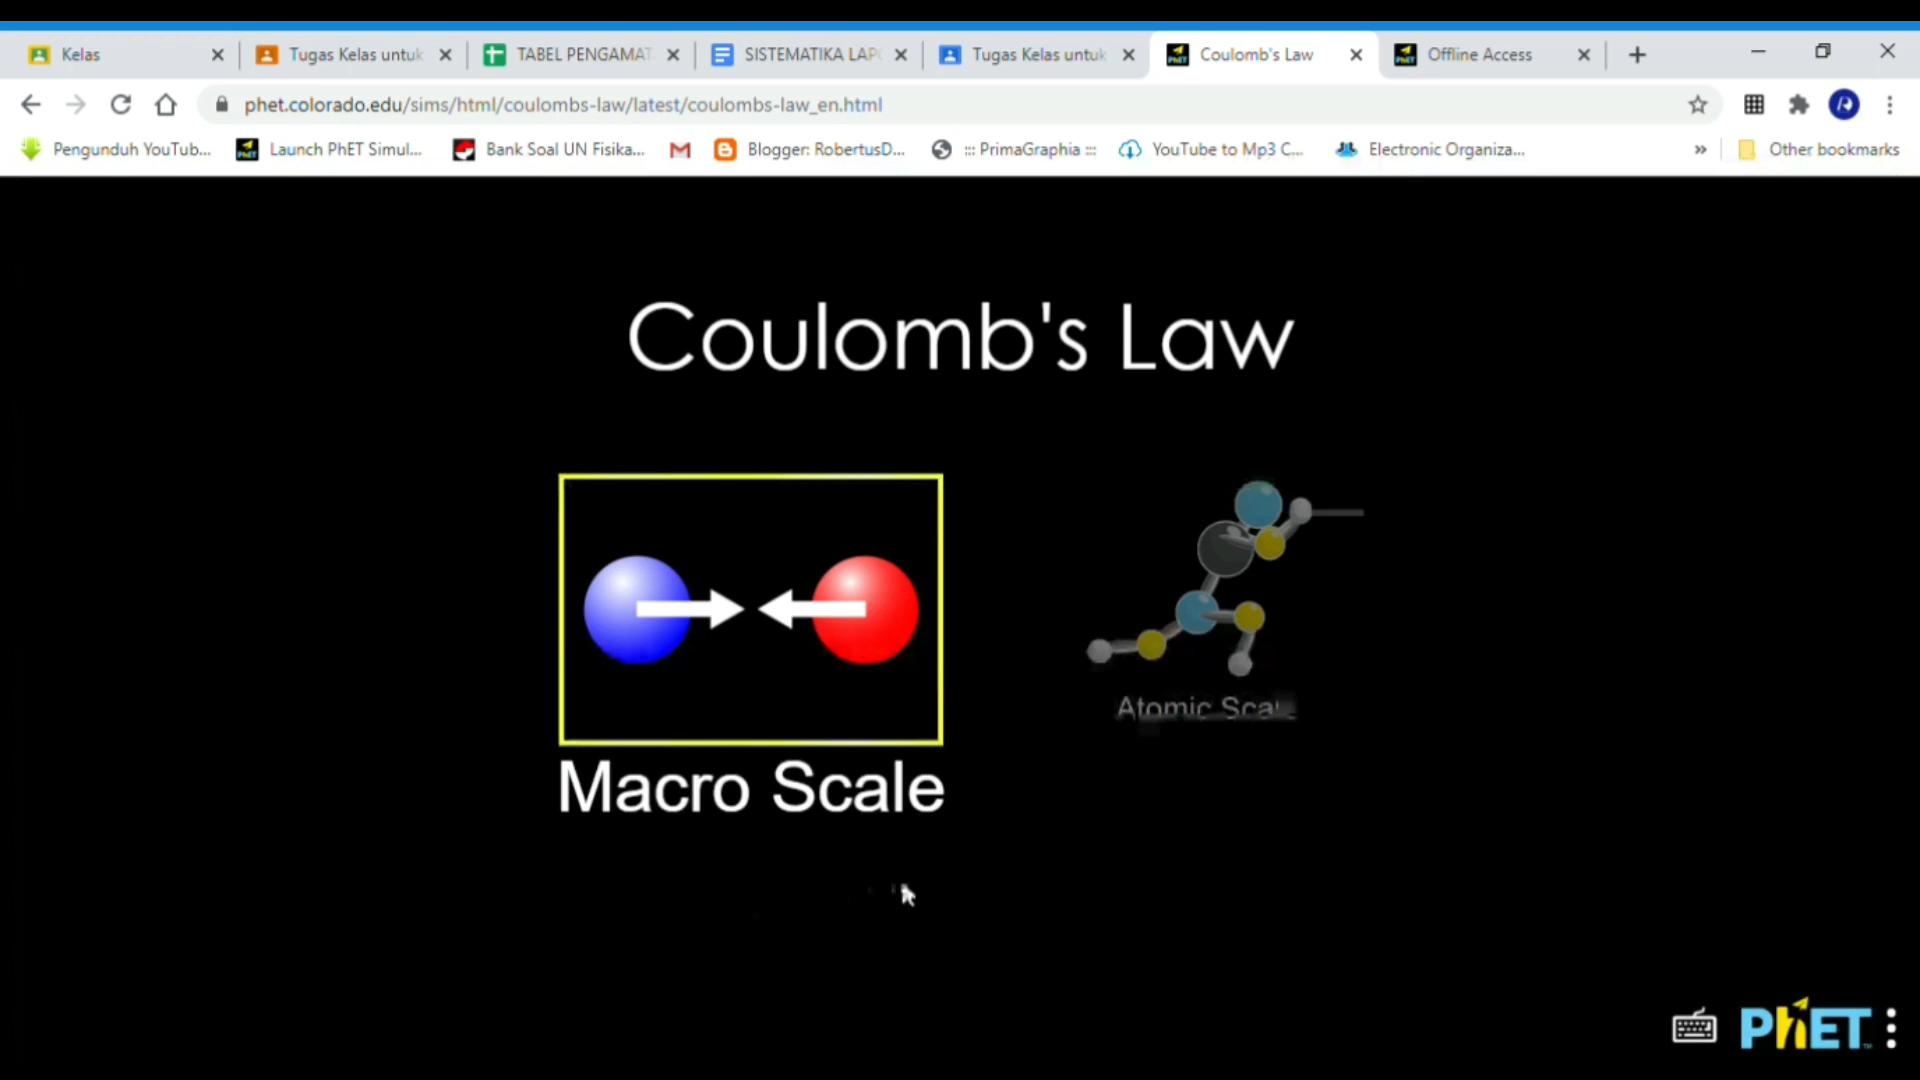 Kelas
Tugas Kelas untuk
TABEL PENGAMAT
SISTEMATIKA LAP
Tugas Kelas untuk
Coulomb's Law
Offline Access
phet.colorado.edu/sims/html/coulombs-law/latest/coulombs-law_en.html
Pengunduh YouTub...
Launch PhET Simul...
Bank Soal UN Fisika...
Blogger: RobertusD...
::: PrimaGraphia :::
YouTube to Mp3 C...
Electronic Organiza...
»
Other bookmarks
Coulomb's Law
Macro Scale
Atomic Scal
PhET